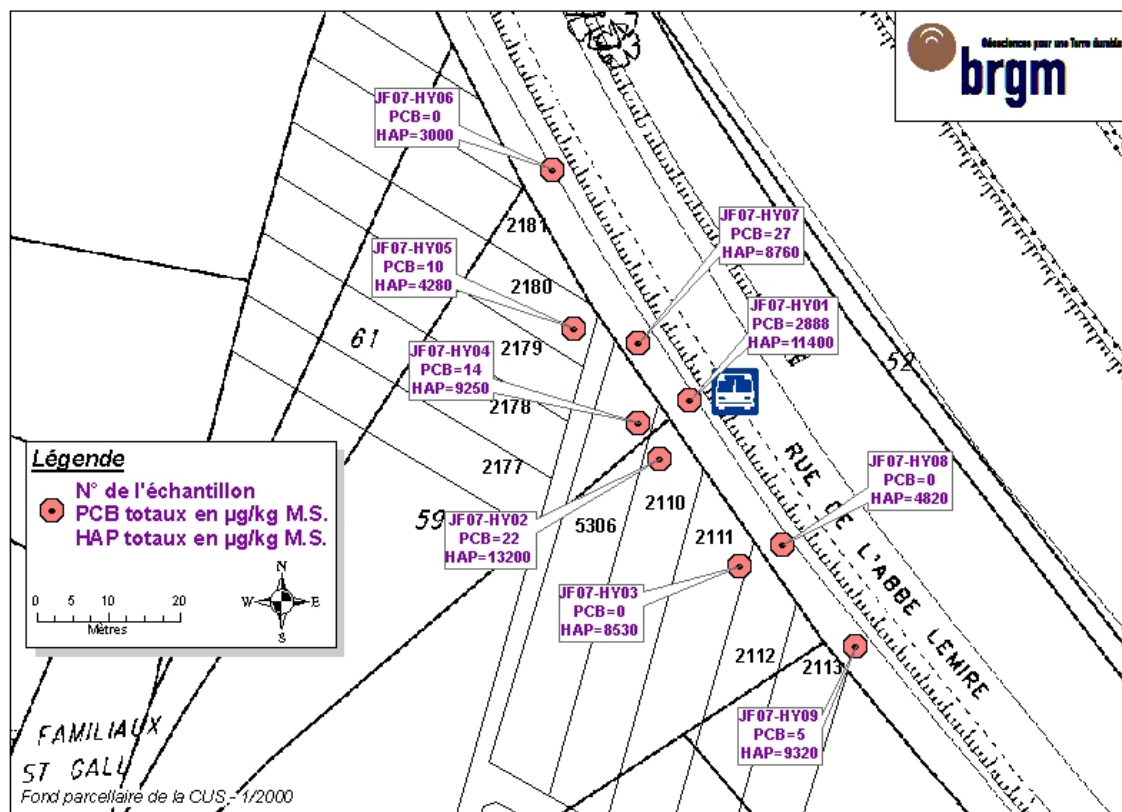 Géosciences pour une Terre durable
brgm
JF07-HY06
PCB=0
HAP=3000
JF07-HY07
PCB=27
HAP=8760
JF07-HY05
PCB=10
HAP=4280
JF07-HY01
PCB=2888
HAP=11400
JF07-HY04
PCB=14
HAP=9250
JF07-HY08
PCB=0
HAP=4820
JF07-HY02
PCB=22
HAP=13200
JF07-HY03
PCB=0
HAP=8530
JF07-HY09
PCB=5
HAP=9320
2181
2180
2179
2178
2177
61
59
52
5306
2110
2111
2112
2113
RUE DE L'ABBE LEMIRE
Légende
N° de l'échantillon
PCB totaux en µg/kg M.S.
HAP totaux en µg/kg M.S.
N
W
E
S
0 5 10 20
Mètres
FAMILIAUX
ST GALL
Fond parcellaire de la CUS - 1/2000